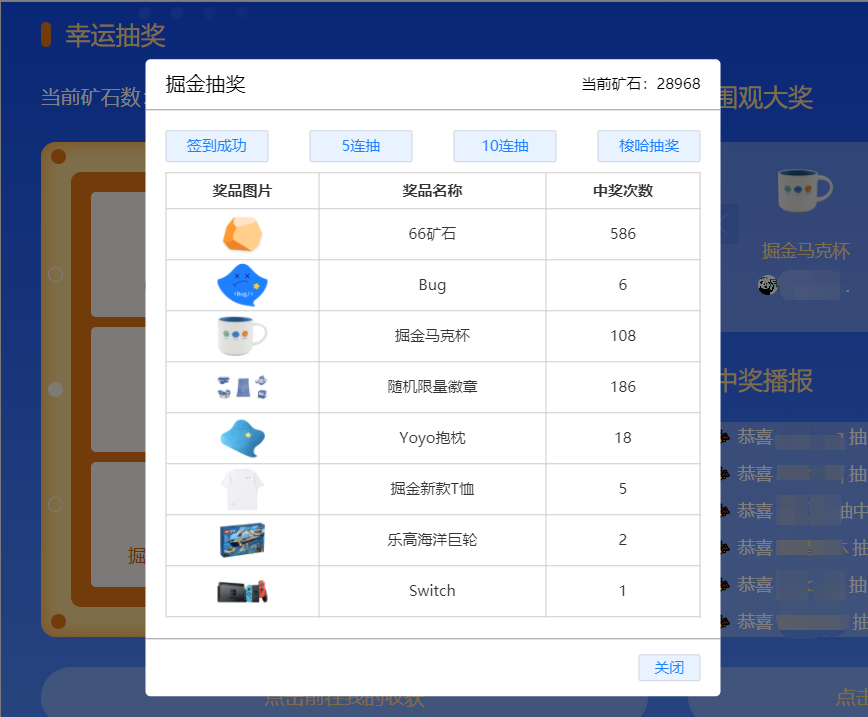 幸运抽奖
当前矿石数:
围观大奖
掘金马克杯
中奖播报
恭喜 抽
恭喜 抽
恭喜 抽中
恭喜 抽
恭喜 抽
恭喜 抽
掘
点击前往我的收获
点击
掘金抽奖
当前矿石：28968
签到成功 5连抽 10连抽 梭哈抽奖
奖品图片 奖品名称 中奖次数
66矿石 586
<Bug/>
Bug 6
掘金马克杯 108
随机限量徽章 186
Yoyo抱枕 18
掘金新款T恤 5
乐高海洋巨轮 2
Switch 1
关闭